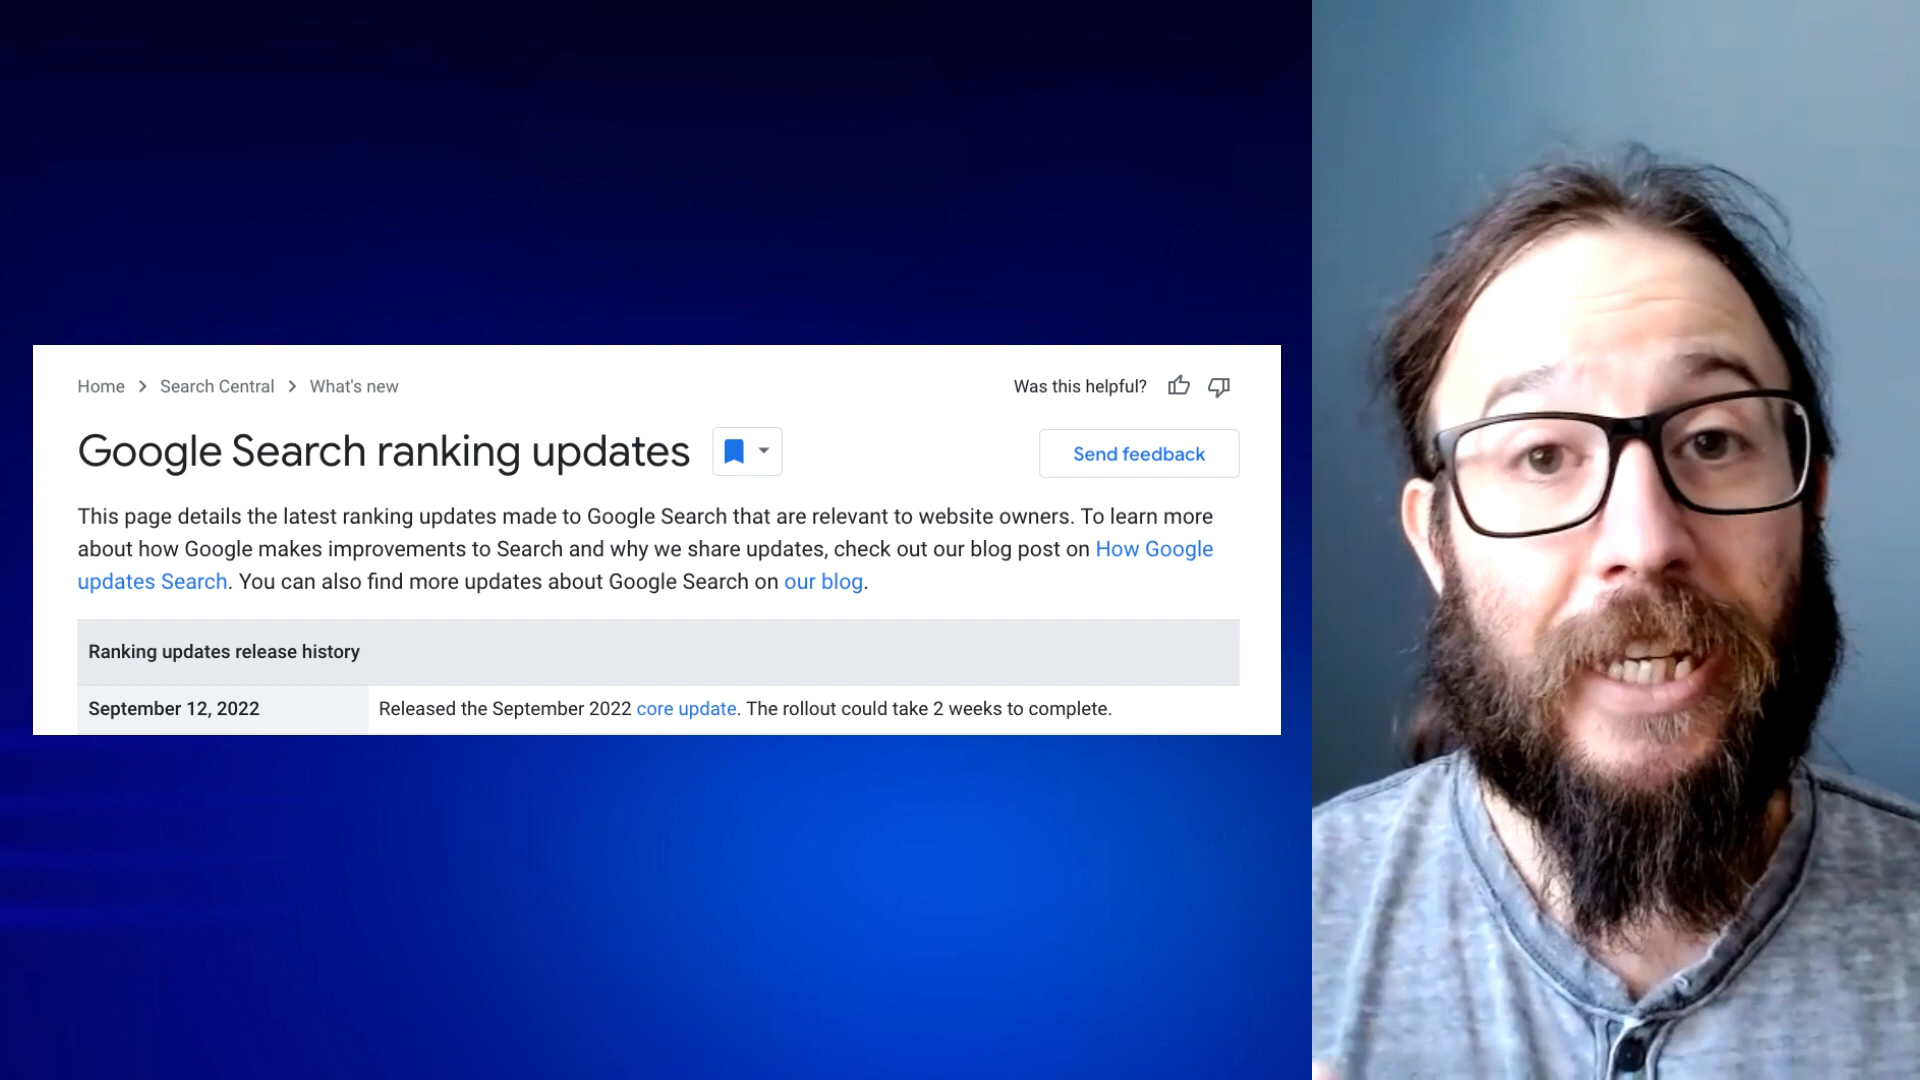 Home > Search Central > What's new
Was this helpful?
Google Search ranking updates
Send feedback
This page details the latest ranking updates made to Google Search that are relevant to website owners. To learn more
about how Google makes improvements to Search and why we share updates, check out our blog post on How Google
updates Search. You can also find more updates about Google Search on our blog.
Ranking updates release history
September 12, 2022 Released the September 2022 core update. The rollout could take 2 weeks to complete.